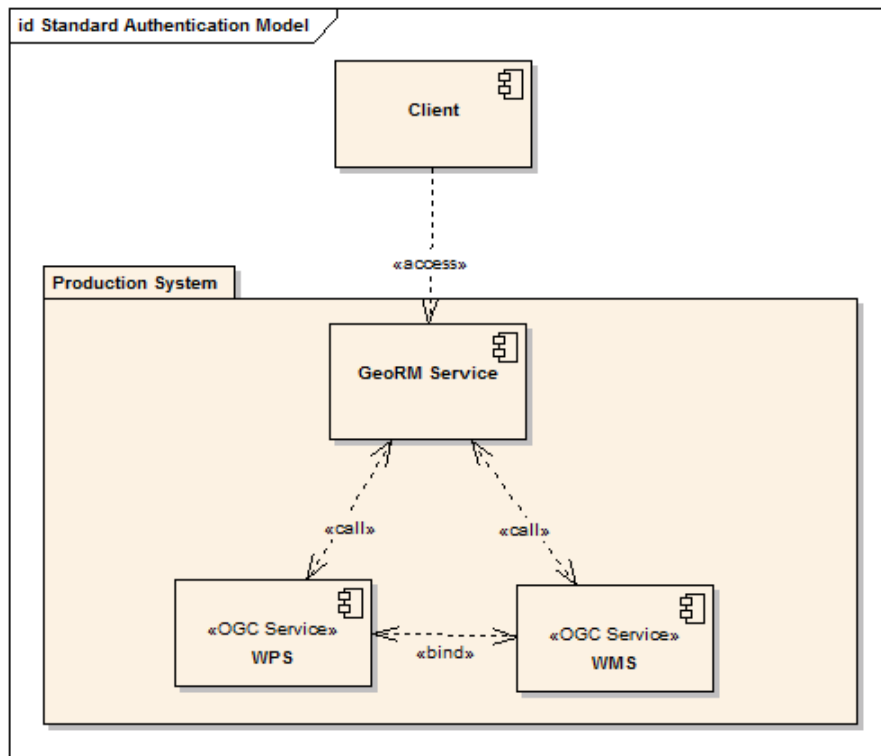 id Standard Authentication Model
Client
«access»
Production System
GeoRM Service
«call»
«call»
«OGC Service»
WPS
«bind»
«OGC Service»
WMS